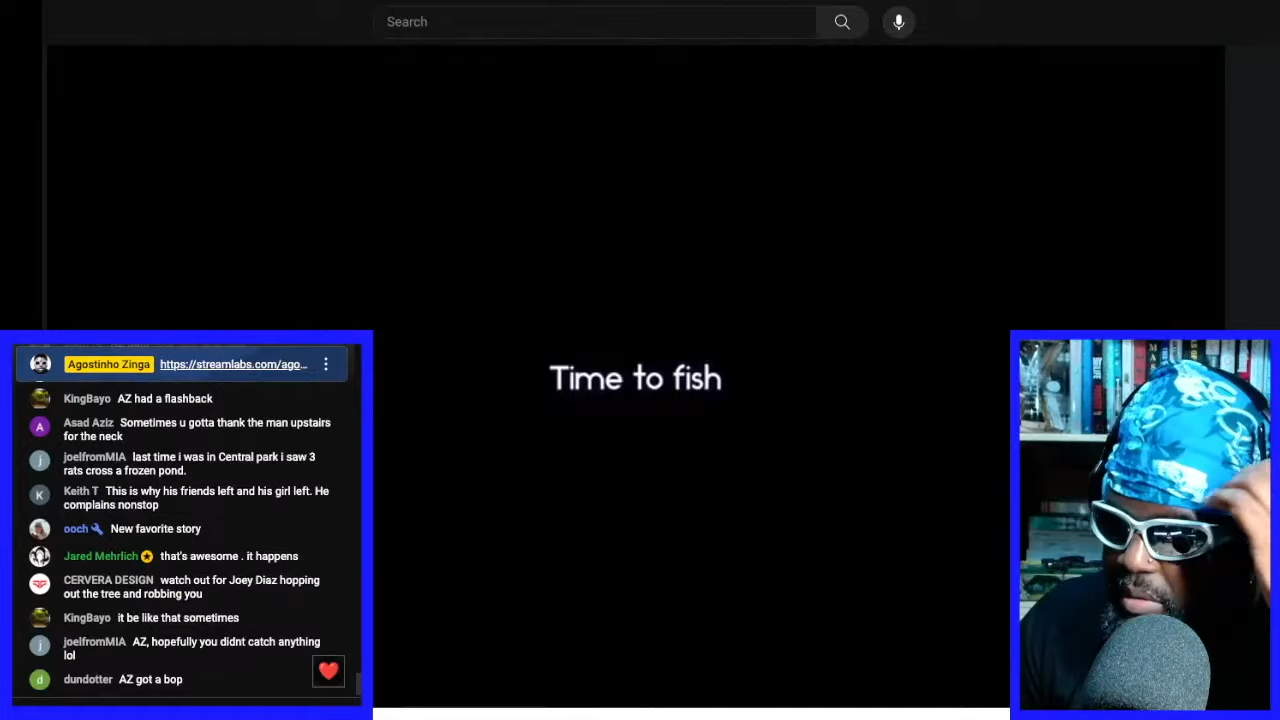 Search
Time to fish
Agostinho Zinga https://streamlabs.com/ago...
KingBayo AZ had a flashback
A Asad Aziz Sometimes u gotta thank the man upstairs
for the neck
j joelfromMIA last time i was in Central park i saw 3
rats cross a frozen pond.
K Keith T This is why his friends left and his girl left. He
complains nonstop
ooch New favorite story
Jared Mehrlich that's awesome . it happens
CERVERA DESIGN watch out for Joey Diaz hopping
out the tree and robbing you
KingBayo it be like that sometimes
j joelfromMIA AZ, hopefully you didnt catch anything
lol
d dundotter AZ got a bop